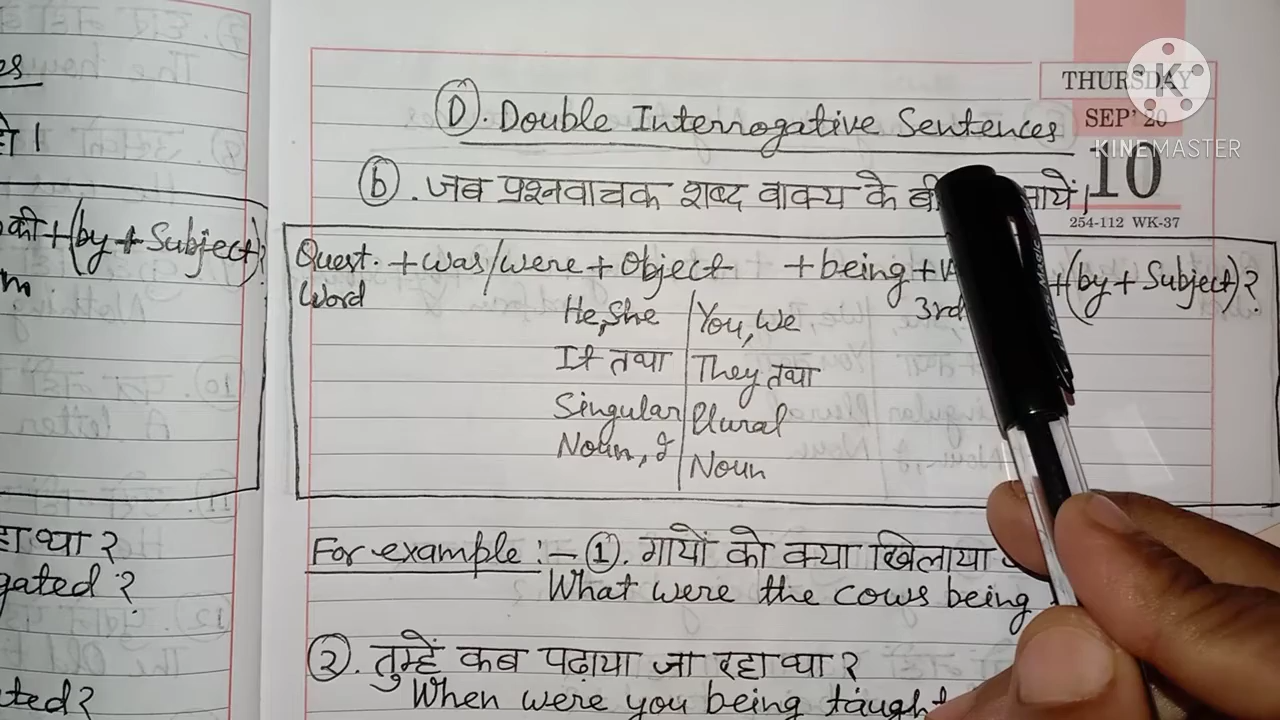 es
ो ।
को + (by + Subject)?
m
हा था ?
gated ?
ted?
THURSDAY
SEP' 20
10
254-112 WK-37
K
KINEMASTER
(D). Double Interrogative Sentences
(b). जब प्रश्नवाचक शब्द वाक्य के बी आयें।
Quest. + was/were + Object + being + V + (by + Subject)?
Word He, She / You, We 3rd
It तथा They तथा
Singular Plural
Noun, I Noun
For example :- (1). गायों को क्या खिलाया
What were the cows being
(2). तुम्हें कब पढ़ाया जा रहा था ?
When were you being taught